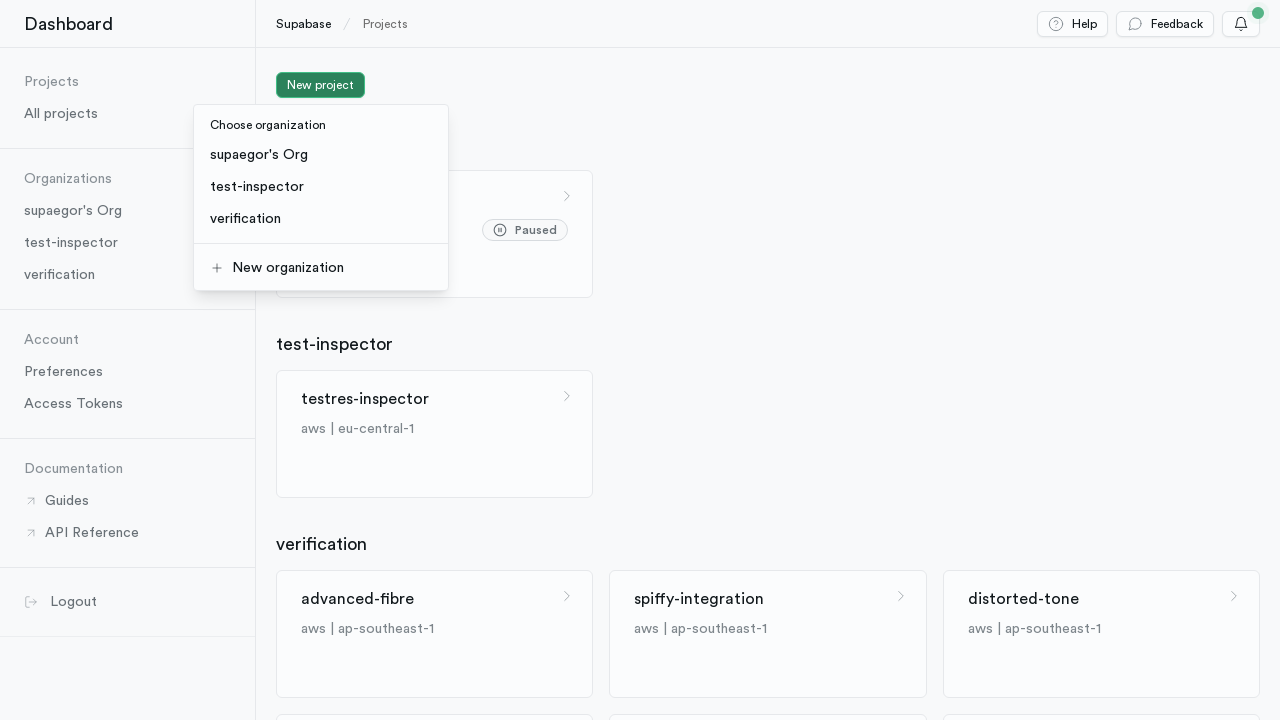 Dashboard
Supabase / Projects
Help
Feedback
Projects
All projects
Organizations
supaegor's Org
test-inspector
verification
Account
Preferences
Access Tokens
Documentation
Guides
API Reference
Logout
New project
Choose organization
supaegor's Org
test-inspector
verification
New organization
Paused
test-inspector
testres-inspector
aws | eu-central-1
verification
advanced-fibre
aws | ap-southeast-1
spiffy-integration
aws | ap-southeast-1
distorted-tone
aws | ap-southeast-1